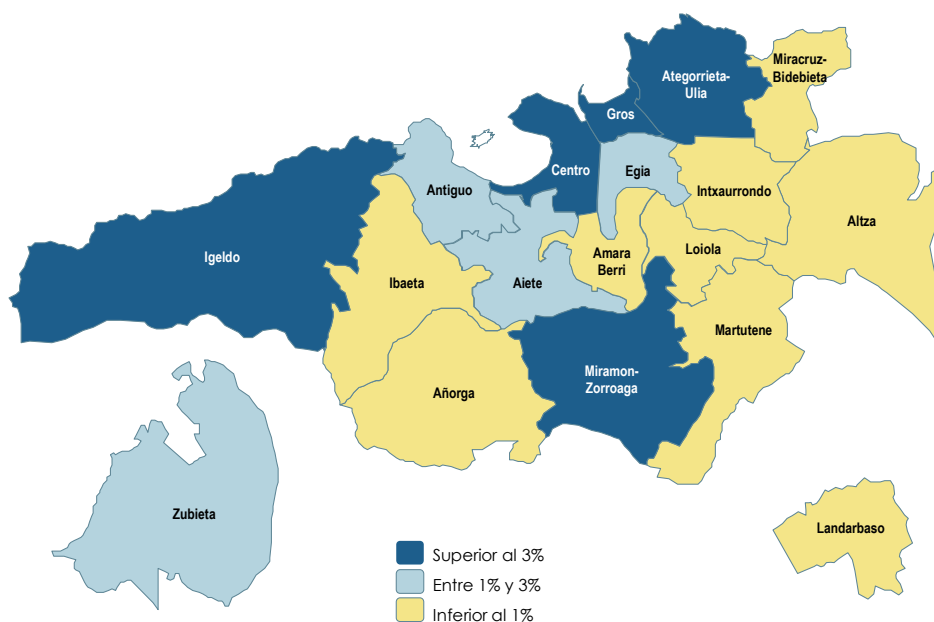 Miracruz-
Bidebieta
Ategorrieta-
Ulia
Gros
Centro
Egia
Antiguo
Intxaurrondo
Altza
Igeldo
Ibaeta
Aiete
Amara
Berri
Loiola
Martutene
Miramon-
Zorroaga
Añorga
Zubieta
Landarbaso
Superior al 3%
Entre 1% y 3%
Inferior al 1%